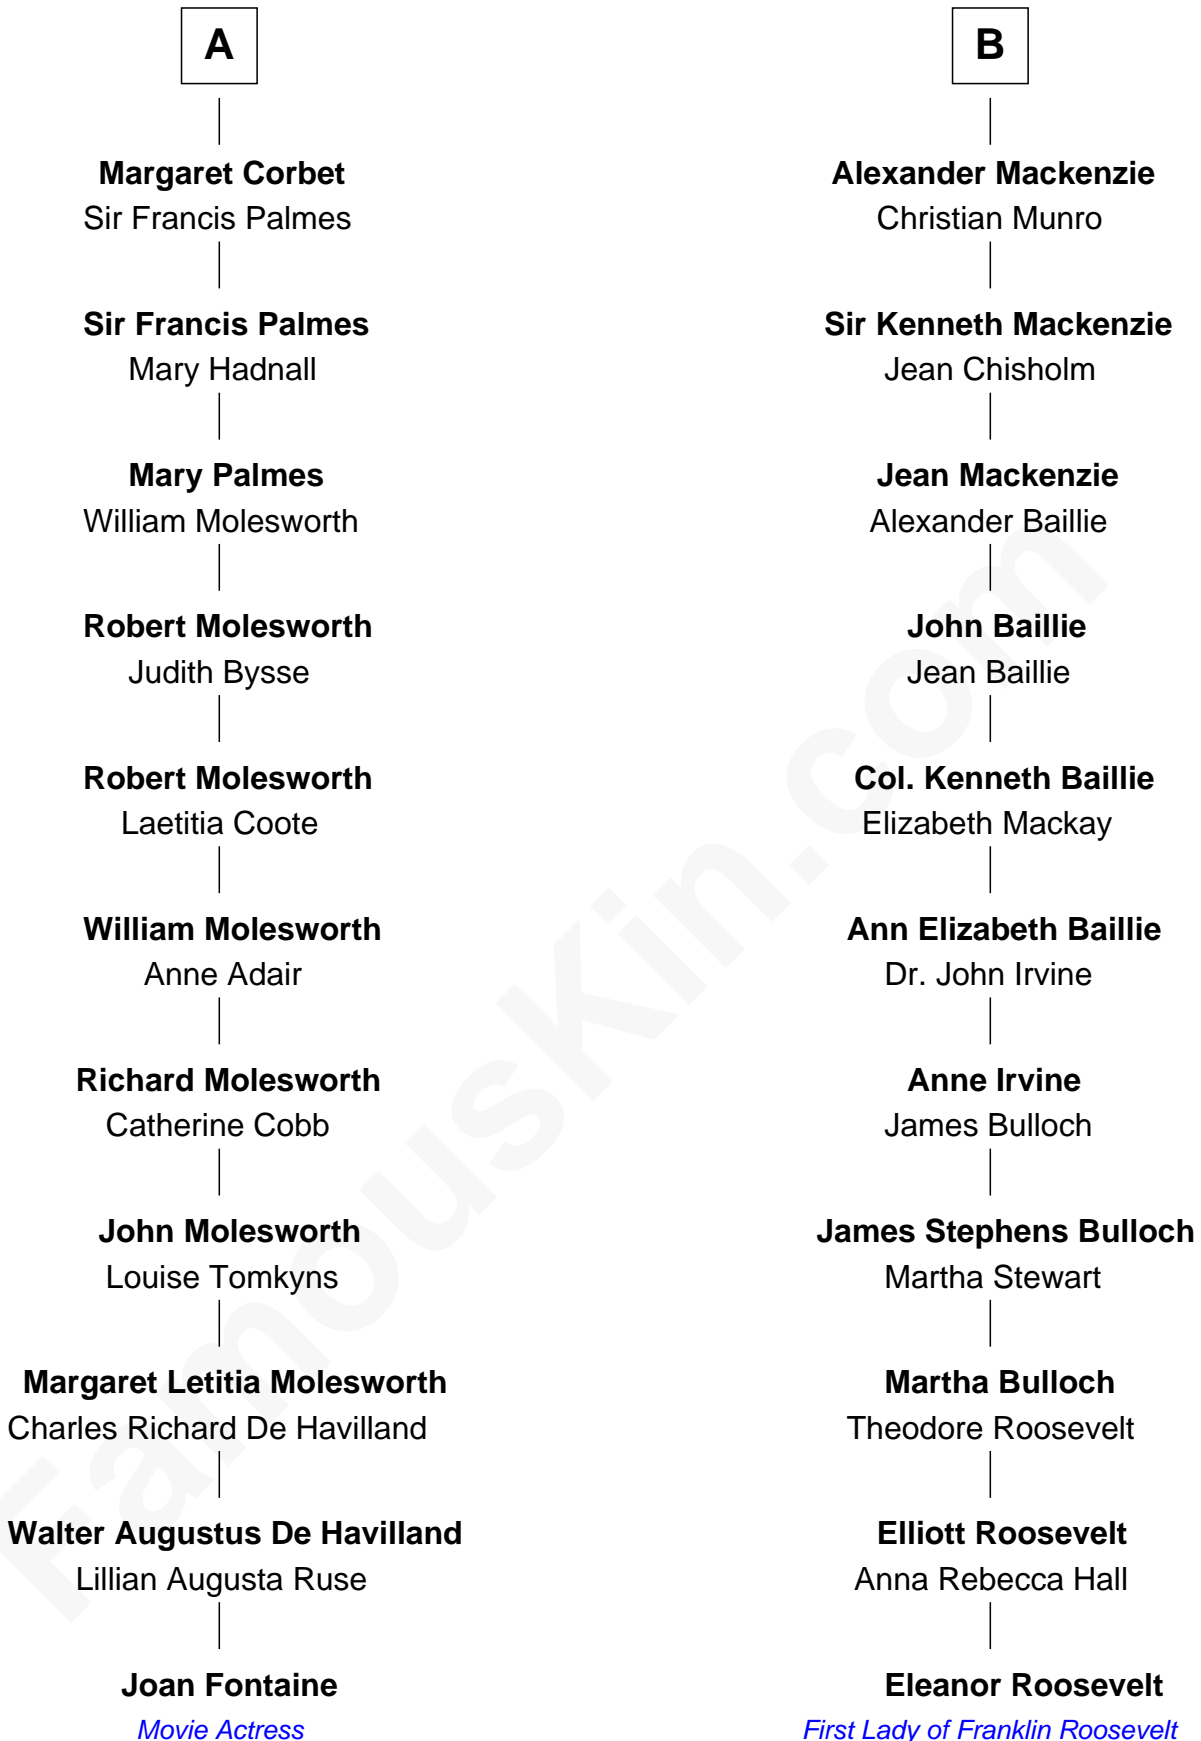 A
Margaret Corbet
Sir Francis Palmes
Sir Francis Palmes
Mary Hadnall
Mary Palmes
William Molesworth
Robert Molesworth
Judith Bysse
Robert Molesworth
Laetitia Coote
William Molesworth
Anne Adair
Richard Molesworth
Catherine Cobb
John Molesworth
Louise Tomkyns
Margaret Letitia Molesworth
Charles Richard De Havilland
Walter Augustus De Havilland
Lillian Augusta Ruse
Joan Fontaine
Movie Actress
B
Alexander Mackenzie
Christian Munro
Sir Kenneth Mackenzie
Jean Chisholm
Jean Mackenzie
Alexander Baillie
John Baillie
Jean Baillie
Col. Kenneth Baillie
Elizabeth Mackay
Ann Elizabeth Baillie
Dr. John Irvine
Anne Irvine
James Bulloch
James Stephens Bulloch
Martha Stewart
Martha Bulloch
Theodore Roosevelt
Elliott Roosevelt
Anna Rebecca Hall
Eleanor Roosevelt
First Lady of Franklin Roosevelt
FamousKin.com